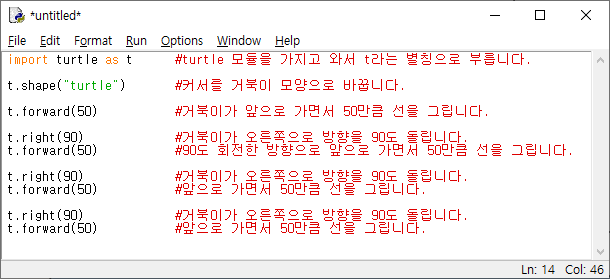 *untitled*
File Edit Format Run Options Window Help
import turtle as t #turtle 모듈을 가지고 와서 t라는 별칭으로 부릅니다.
t.shape("turtle") #커서를 거북이 모양으로 바꿉니다.
t.forward(50) #거북이가 앞으로 가면서 50만큼 선을 그립니다.
t.right(90) #거북이가 오른쪽으로 방향을 90도 돌립니다.
t.forward(50) #90도 회전한 방향으로 앞으로 가면서 50만큼 선을 그립니다.
t.right(90) #거북이가 오른쪽으로 방향을 90도 돌립니다.
t.forward(50) #앞으로 가면서 50만큼 선을 그립니다.
t.right(90) #거북이가 오른쪽으로 방향을 90도 돌립니다.
t.forward(50) #앞으로 가면서 50만큼 선을 그립니다.
Ln: 14 Col: 46